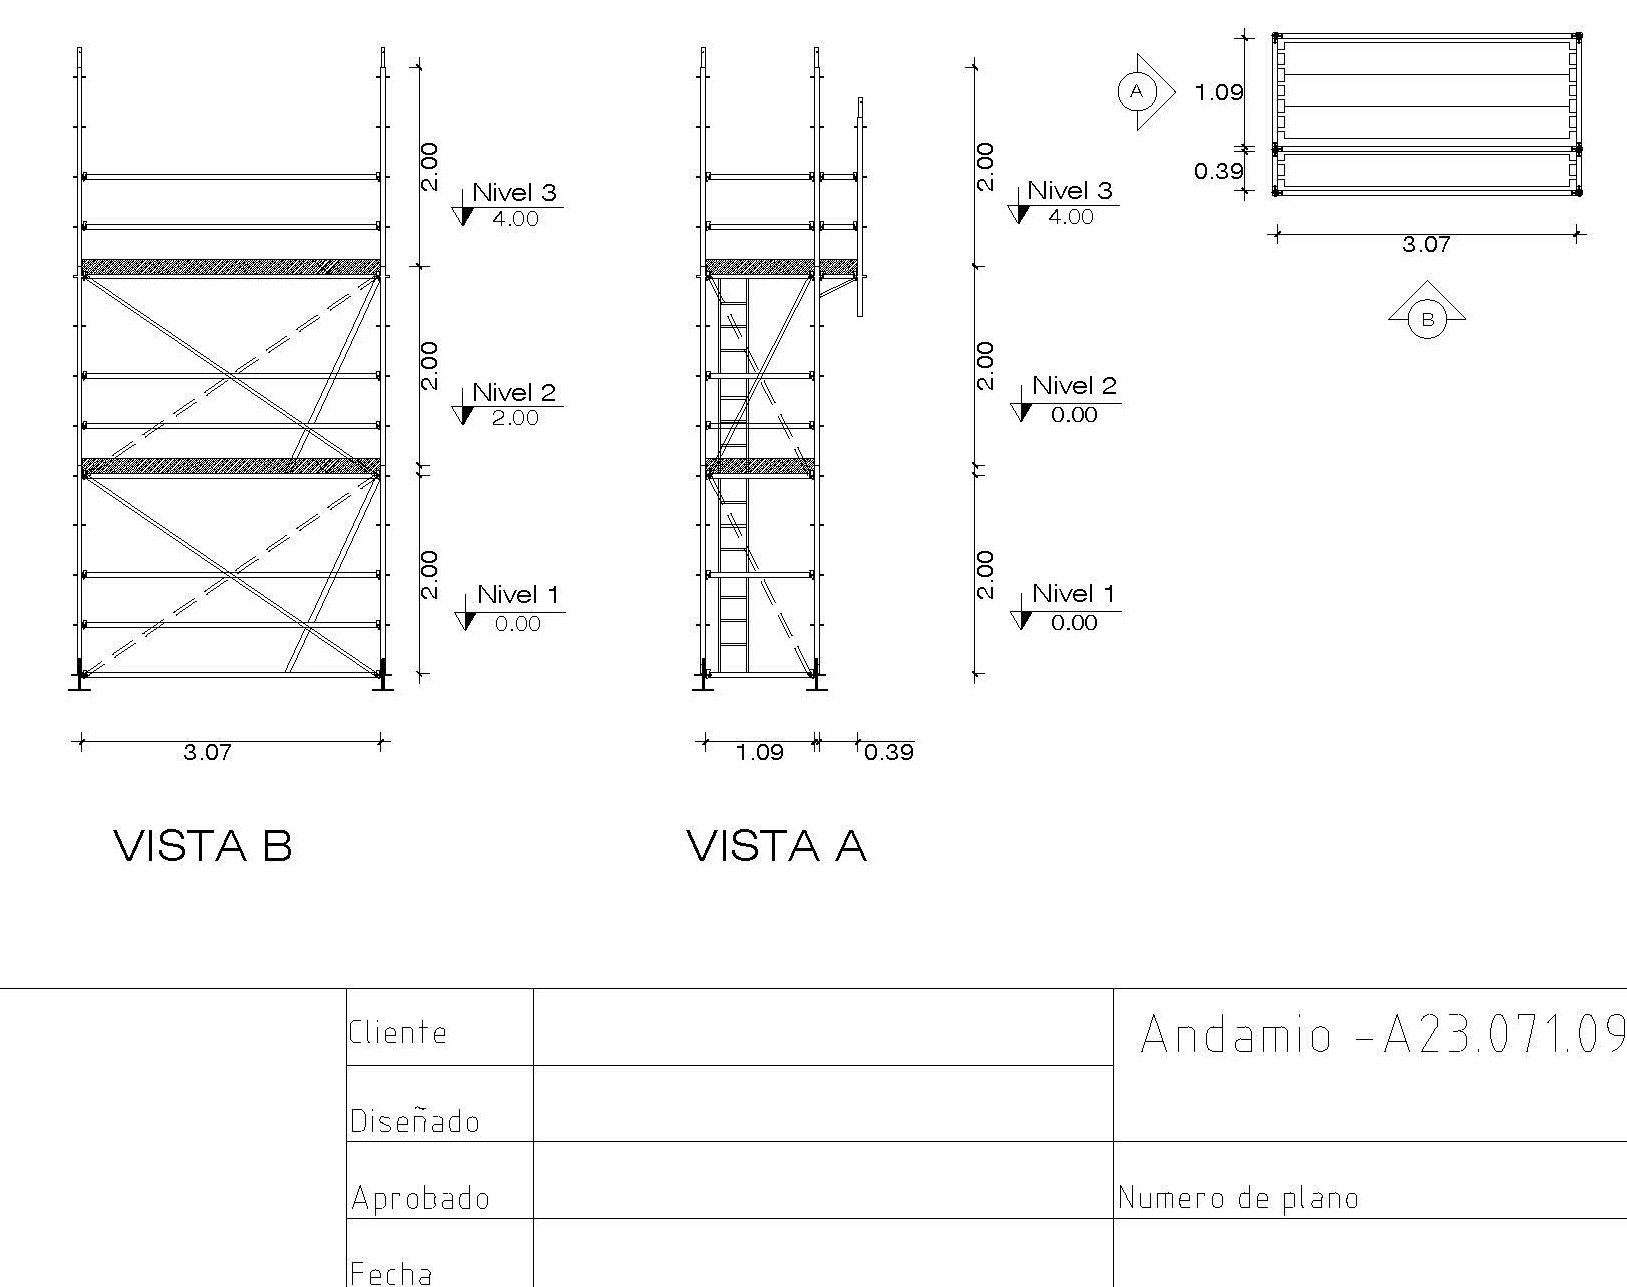 2.00
Nivel 3
4.00
2.00
Nivel 2
2.00
2.00
Nivel 1
0.00
3.07
VISTA B
2.00
Nivel 3
4.00
2.00
Nivel 2
0.00
2.00
Nivel 1
0.00
1.09
0.39
VISTA A
A
1.09
0.39
3.07
B
Cliente
Diseñado
Aprobado
Fecha
Andamio -A23.071.09
Numero de plano